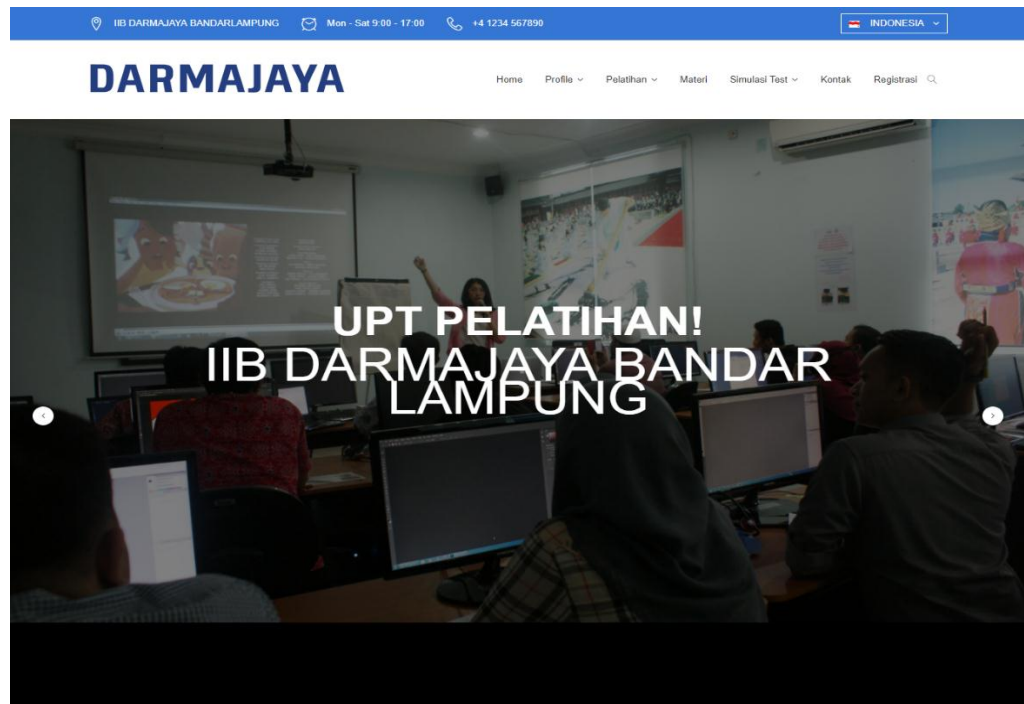 IIB DARMAJAYA BANDARLAMPUNG
Mon - Sat 9:00 - 17:00
+4 1234 567890
INDONESIA
DARMAJAYA
Home
Profile
Pelatihan
Materi
Simulasi Test
Kontak
Registrasi
UPT PELATIHAN!
IIB DARMAJAYA BANDAR
LAMPUNG